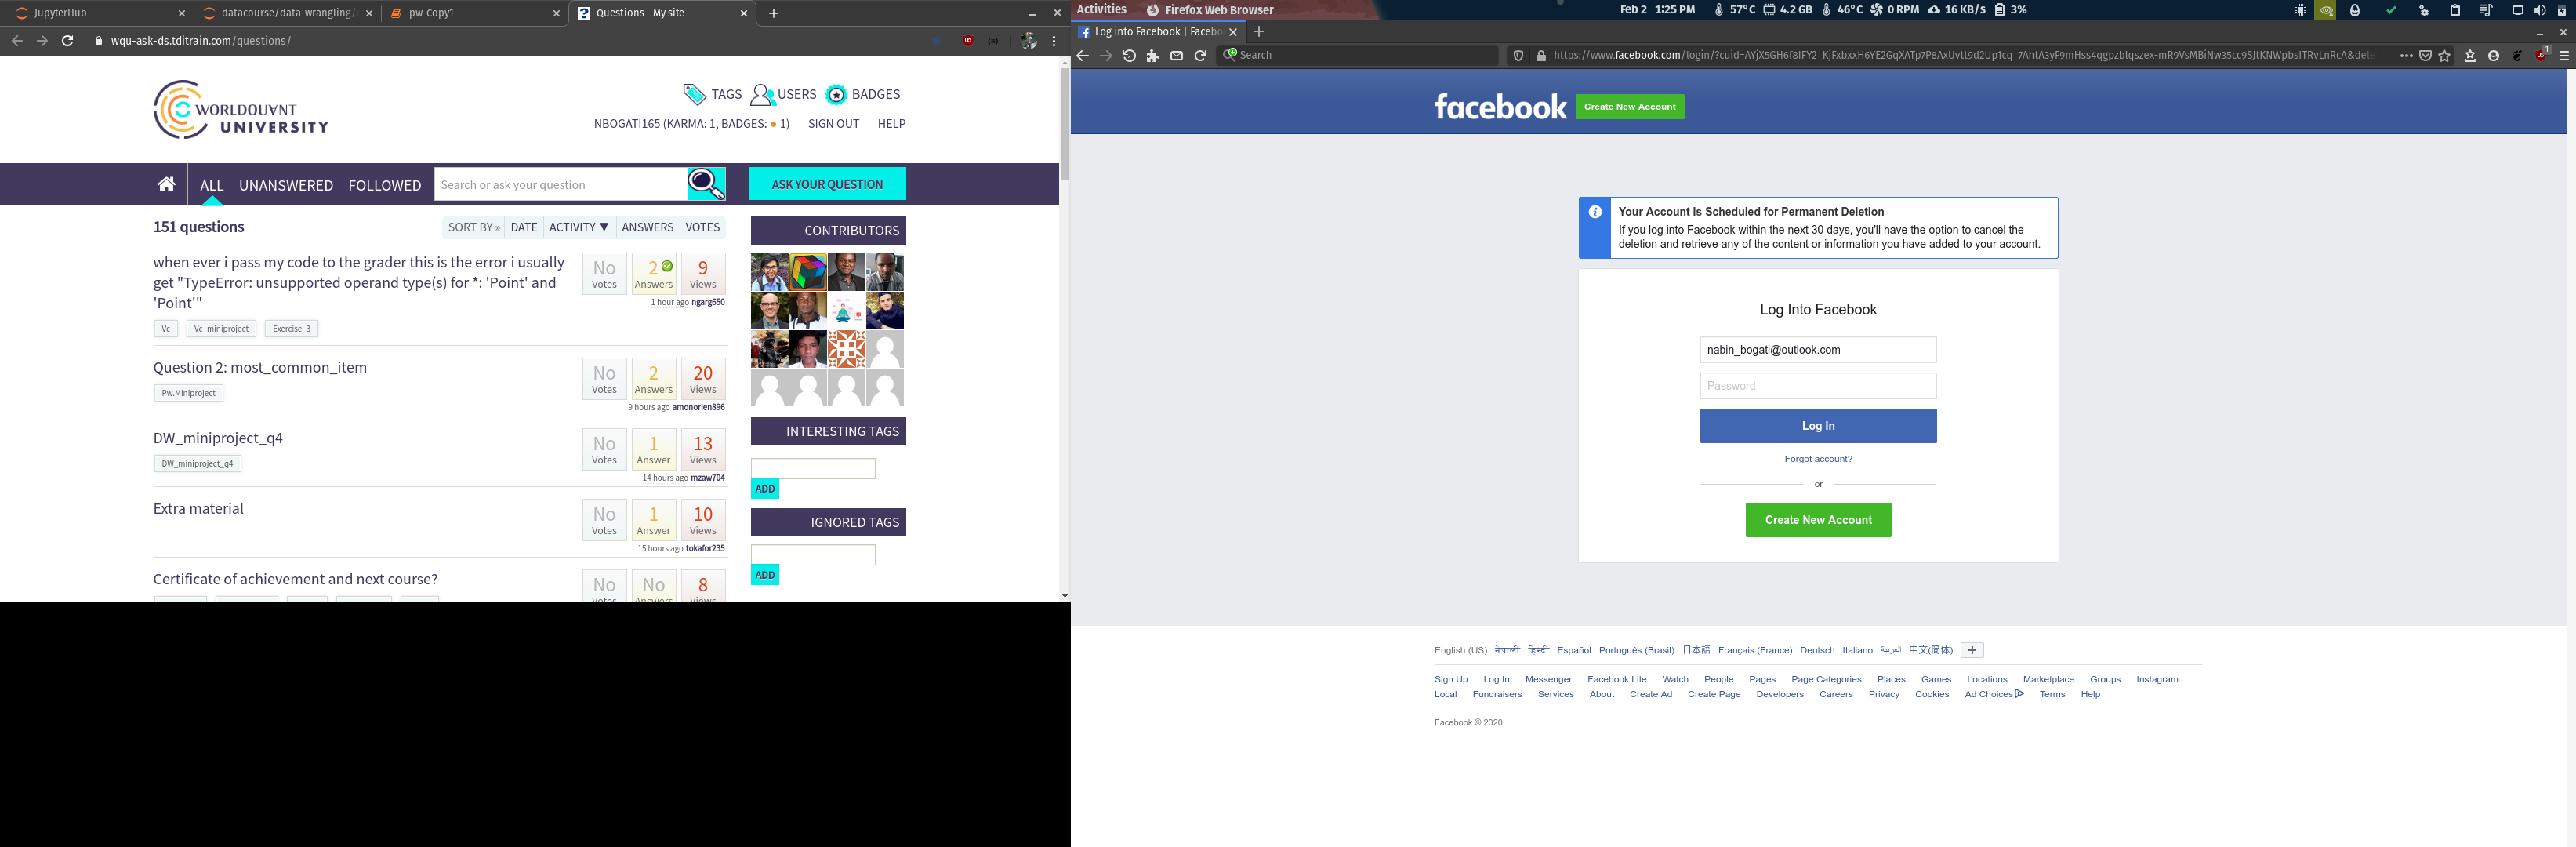 JupyterHub
datacourse/data-wrangling/
pw-Copy1
Questions - My site
wqu-ask-ds.tditrain.com/questions/
WORLDQUANT
UNIVERSITY
TAGS USERS BADGES
NBOGATI165 (KARMA: 1, BADGES: ● 1) SIGN OUT HELP
ALL UNANSWERED FOLLOWED Search or ask your question ASK YOUR QUESTION
151 questions
SORT BY » DATE ACTIVITY ▼ ANSWERS VOTES
when ever i pass my code to the grader this is the error i usually
get "TypeError: unsupported operand type(s) for *: 'Point' and
'Point'"
No Votes 2 Answers 9 Views
1 hour ago ngarg650
Vc Vc_miniproject Exercise_3
Question 2: most_common_item
No Votes 2 Answers 20 Views
Pw.Miniproject
9 hours ago amonorien896
DW_miniproject_q4
No Votes 1 Answer 13 Views
DW_miniproject_q4
14 hours ago mzaw704
Extra material
No Votes 1 Answer 10 Views
15 hours ago tokafor235
Certificate of achievement and next course?
No Votes No Answers 8 Views
CONTRIBUTORS
INTERESTING TAGS
ADD
IGNORED TAGS
ADD
Activities Firefox Web Browser Feb 2 1:25 PM 57°C 4.2 GB 46°C 0 RPM 16 KB/s 3%
Log into Facebook | Facebo
Search
https://www.facebook.com/login/?cuid=AYjX5GH6f8IFY2_KjFxbxxH6YE2GqXATp7P8AxUvtt9d2Up1cq_7AhtA3yF9mHss4qgpzblqszex-mR9VsMBiNw35cc9SJtKNWpbsITRvLnRcA&dele
facebook Create New Account
Your Account Is Scheduled for Permanent Deletion
If you log into Facebook within the next 30 days, you'll have the option to cancel the
deletion and retrieve any of the content or information you have added to your account.
Log Into Facebook
nabin_bogati@outlook.com
Password
Log In
Forgot account?
or
Create New Account
English (US) नेपाली हिन्दी Español Português (Brasil) 日本語 Français (France) Deutsch Italiano العربية 中文(简体) +
Sign Up Log In Messenger Facebook Lite Watch People Pages Page Categories Places Games Locations Marketplace Groups Instagram
Local Fundraisers Services About Create Ad Create Page Developers Careers Privacy Cookies Ad Choices Terms Help
Facebook © 2020